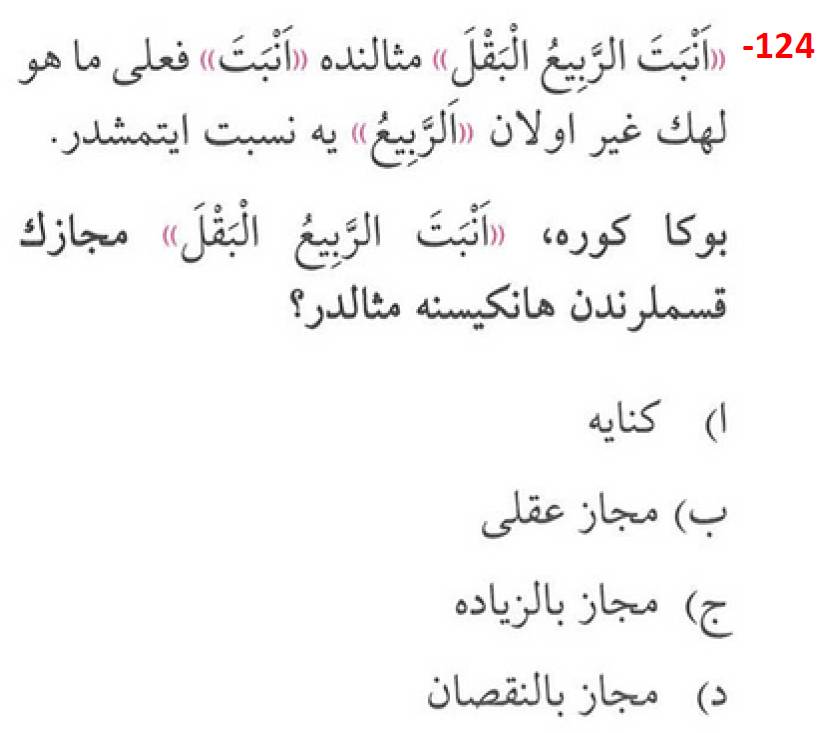 124- «اَنْبَتَ الرَّبِيعُ الْبَقْلَ» مثالنده «اَنْبَتَ» فعلى ما هو
لهك غير اولان «اَلرَّبِيعُ» يه نسبت ايتمشدر.
بوكا كوره، «اَنْبَتَ الرَّبِيعُ الْبَقْلَ» مجازك
قسملرندن هانكيسنه مثالدر؟
ا) كنايه
ب) مجاز عقلى
ج) مجاز بالزياده
د) مجاز بالنقصان